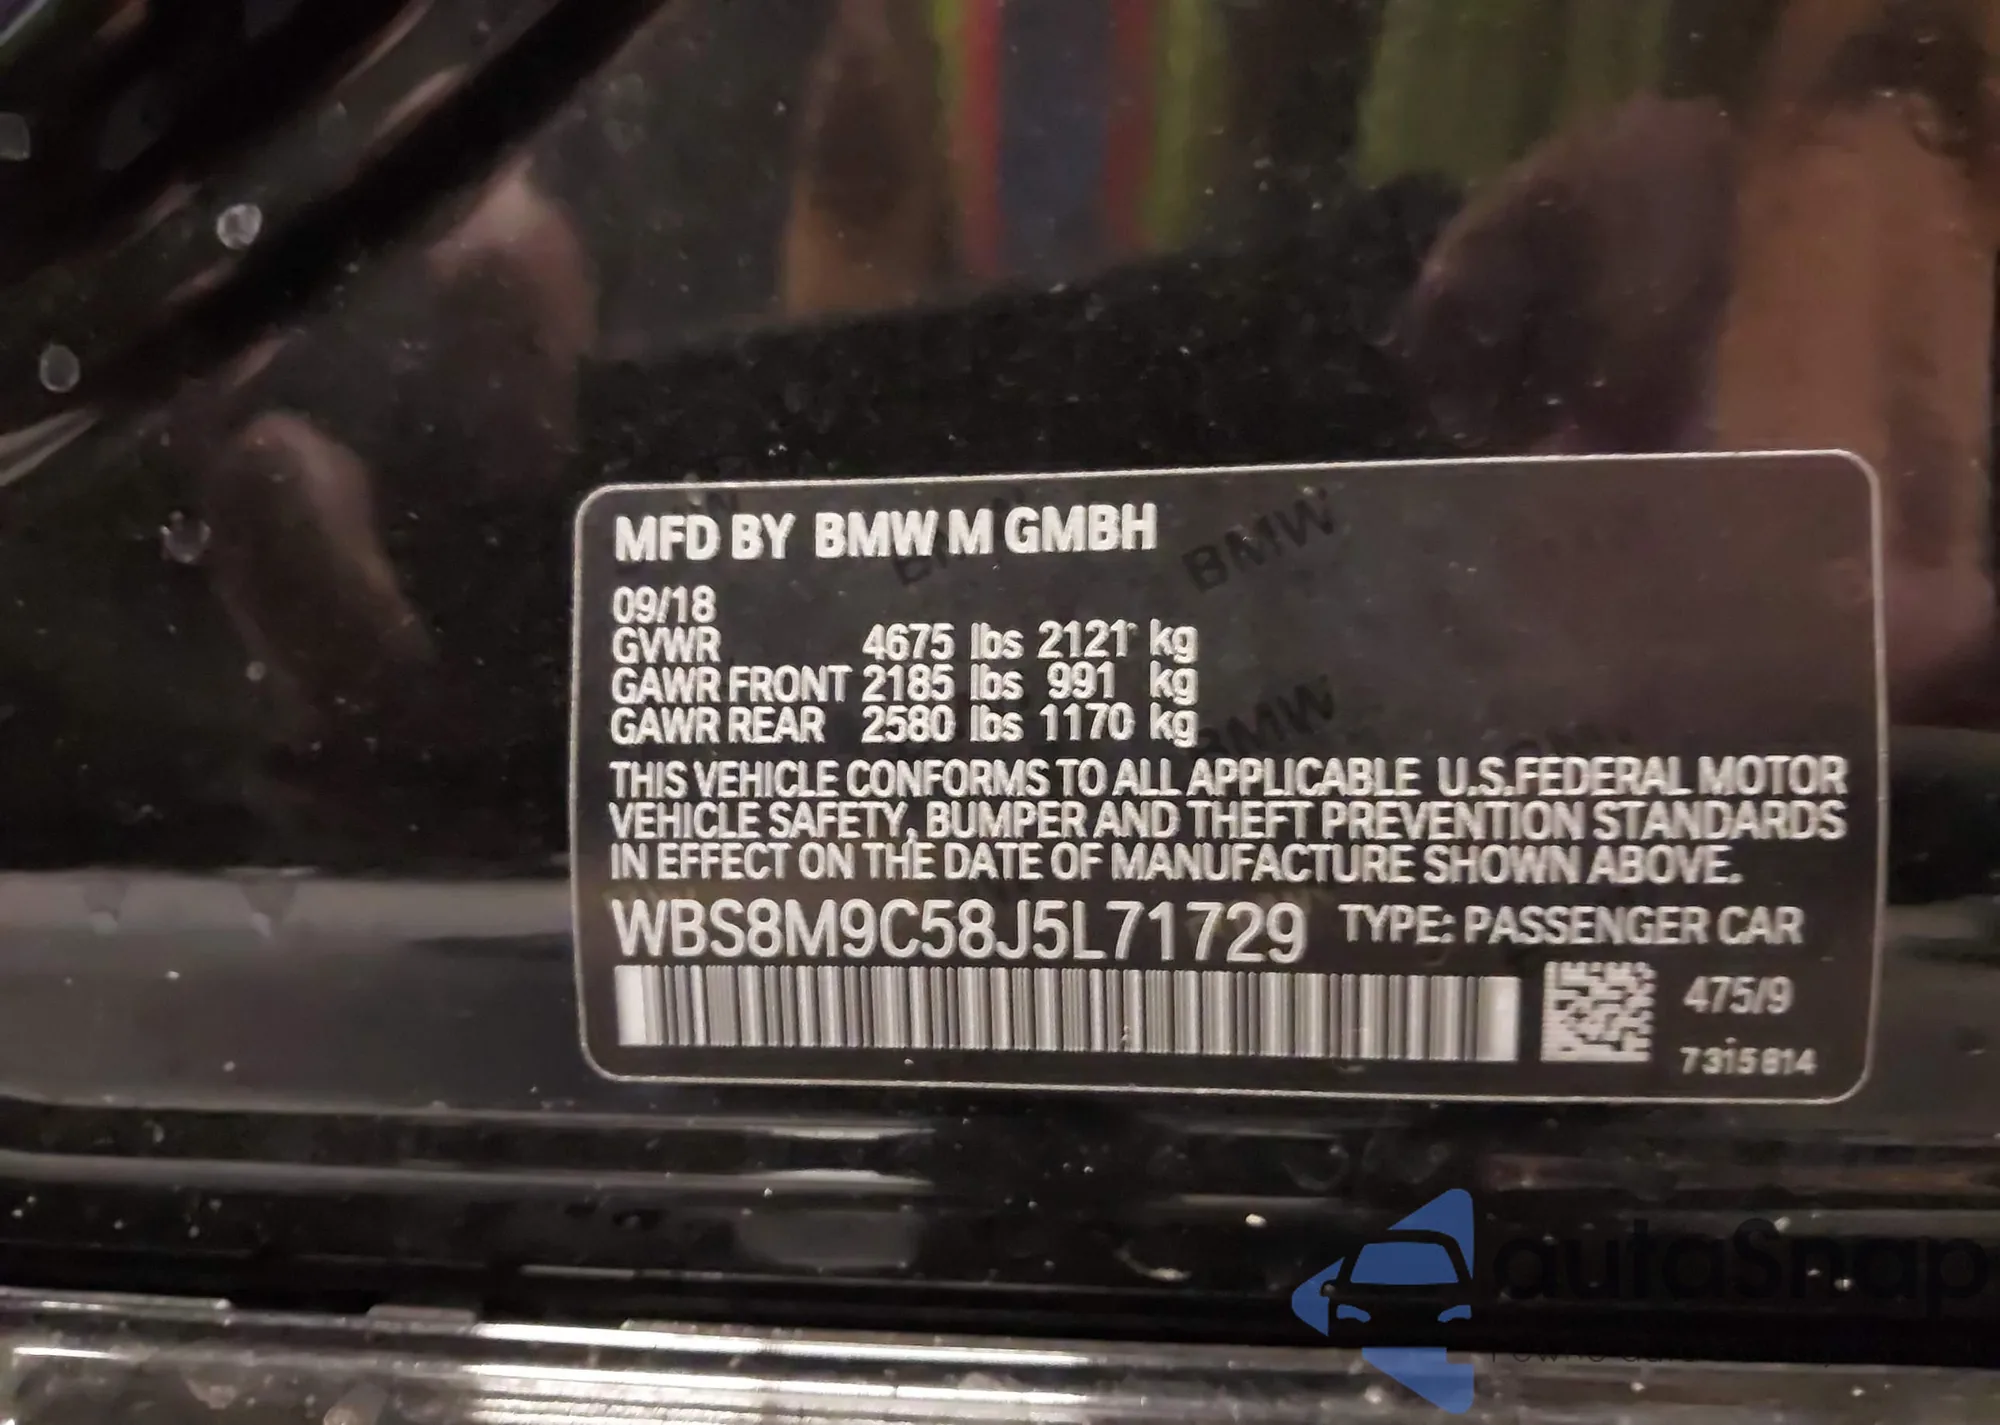 MFD BY BMW M GMBH
09/18
GVWR 4675 lbs 2121 kg
GAWR FRONT 2185 lbs 991 kg
GAWR REAR 2580 lbs 1170 kg
THIS VEHICLE CONFORMS TO ALL APPLICABLE U.S.FEDERAL MOTOR
VEHICLE SAFETY, BUMPER AND THEFT PREVENTION STANDARDS
IN EFFECT ON THE DATE OF MANUFACTURE SHOWN ABOVE.
WBS8M9C58J5L71729 TYPE: PASSENGER CAR
475/9
7315814
autaSnap